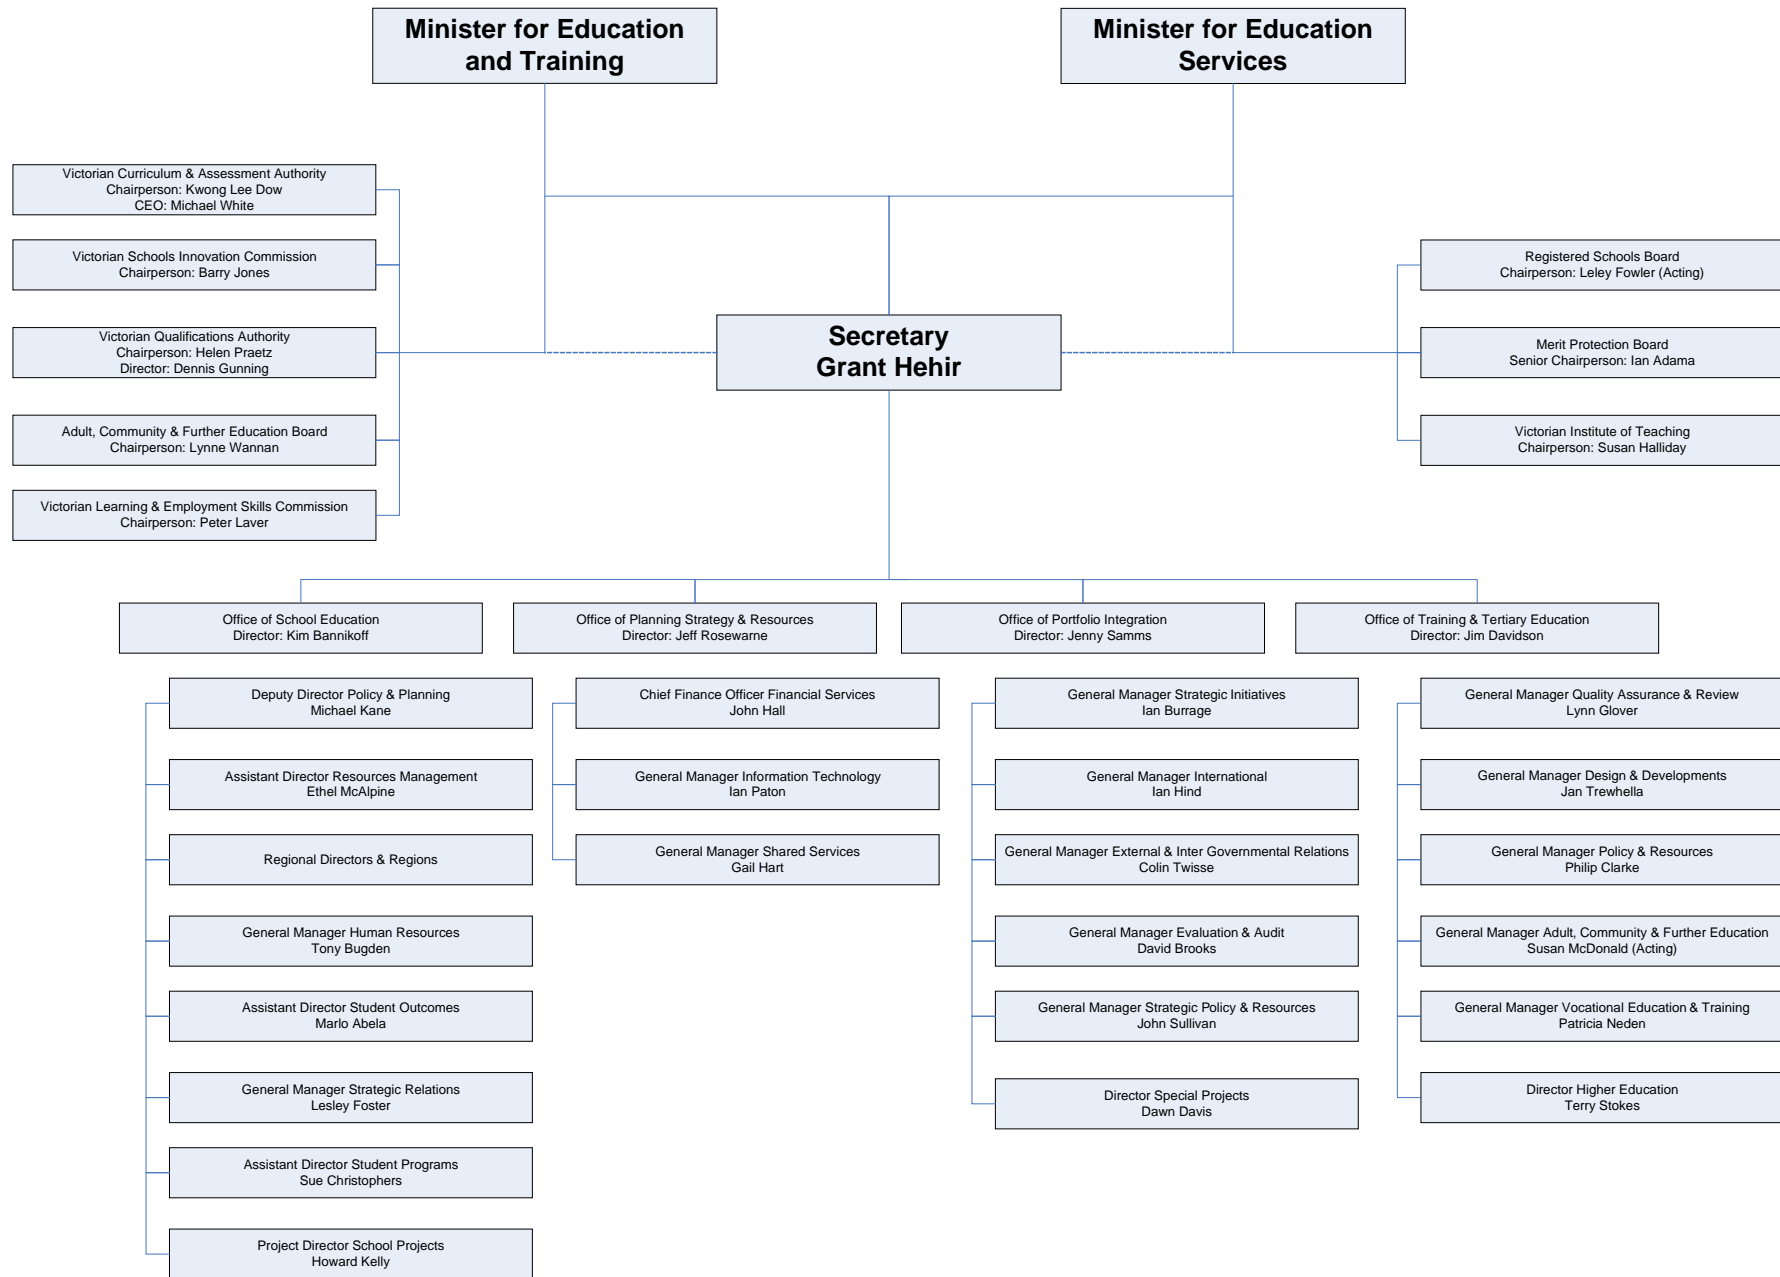 Minister for Education
and Training
Minister for Education
Services
Victorian Curriculum & Assessment Authority
Chairperson: Kwong Lee Dow
CEO: Michael White
Victorian Schools Innovation Commission
Chairperson: Barry Jones
Victorian Qualifications Authority
Chairperson: Helen Praetz
Director: Dennis Gunning
Adult, Community & Further Education Board
Chairperson: Lynne Wannan
Victorian Learning & Employment Skills Commission
Chairperson: Peter Laver
Secretary
Grant Hehir
Registered Schools Board
Chairperson: Leley Fowler (Acting)
Merit Protection Board
Senior Chairperson: Ian Adama
Victorian Institute of Teaching
Chairperson: Susan Halliday
Office of School Education
Director: Kim Bannikoff
Office of Planning Strategy & Resources
Director: Jeff Rosewarne
Office of Portfolio Integration
Director: Jenny Samms
Office of Training & Tertiary Education
Director: Jim Davidson
Deputy Director Policy & Planning
Michael Kane
Assistant Director Resources Management
Ethel McAlpine
Regional Directors & Regions
General Manager Human Resources
Tony Bugden
Assistant Director Student Outcomes
Marlo Abela
General Manager Strategic Relations
Lesley Foster
Assistant Director Student Programs
Sue Christophers
Project Director School Projects
Howard Kelly
Chief Finance Officer Financial Services
John Hall
General Manager Information Technology
Ian Paton
General Manager Shared Services
Gail Hart
General Manager Strategic Initiatives
Ian Burrage
General Manager International
Ian Hind
General Manager External & Inter Governmental Relations
Colin Twisse
General Manager Evaluation & Audit
David Brooks
General Manager Strategic Policy & Resources
John Sullivan
Director Special Projects
Dawn Davis
General Manager Quality Assurance & Review
Lynn Glover
General Manager Design & Developments
Jan Trewhella
General Manager Policy & Resources
Philip Clarke
General Manager Adult, Community & Further Education
Susan McDonald (Acting)
General Manager Vocational Education & Training
Patricia Neden
Director Higher Education
Terry Stokes